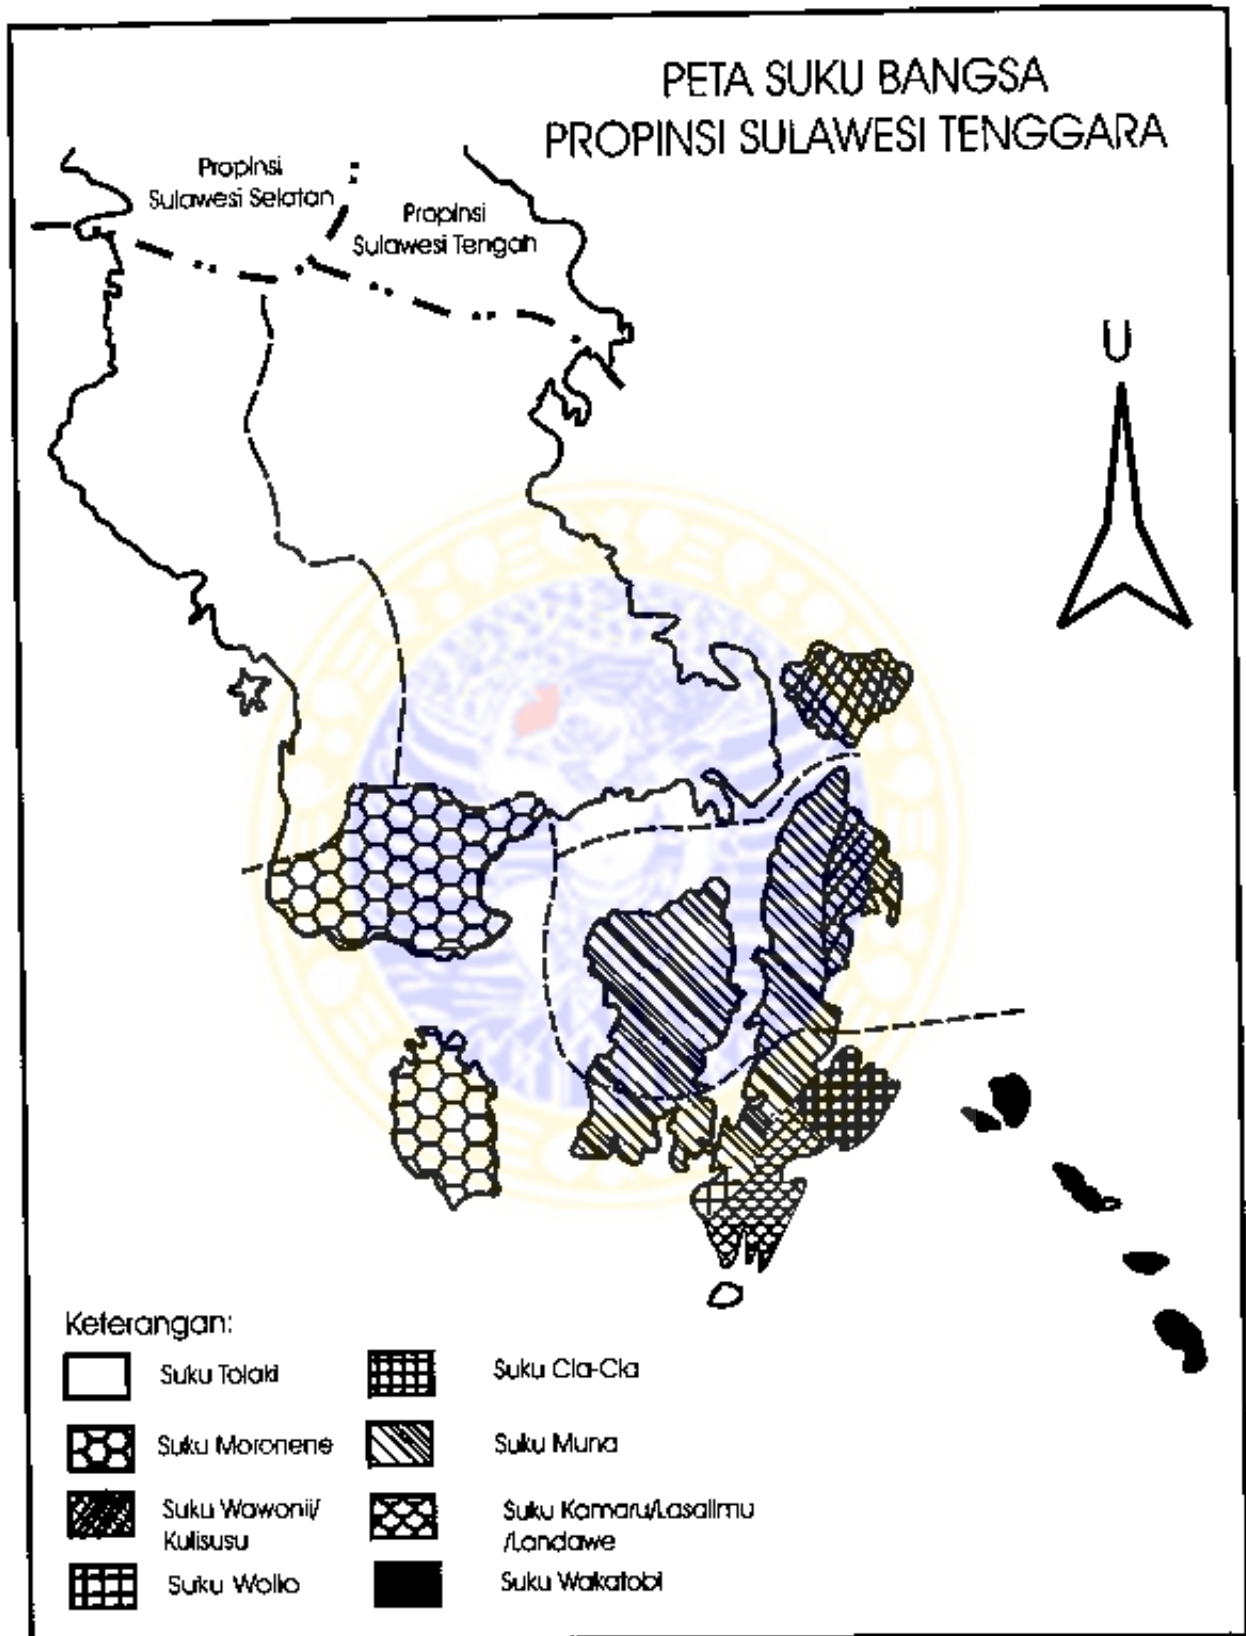 PETA SUKU BANGSA
PROPINSI SULAWESI TENGGARA
Propinsi
Sulawesi Selatan
Propinsi
Sulawesi Tengah
U
Keterangan:
Suku Tolaki
Suku Moronene
Suku Wawonii/
Kulisusu
Suku Wolio
Suku Cia-Cia
Suku Muna
Suku Kamaru/Lasalimu
/Landawe
Suku Wakatobi